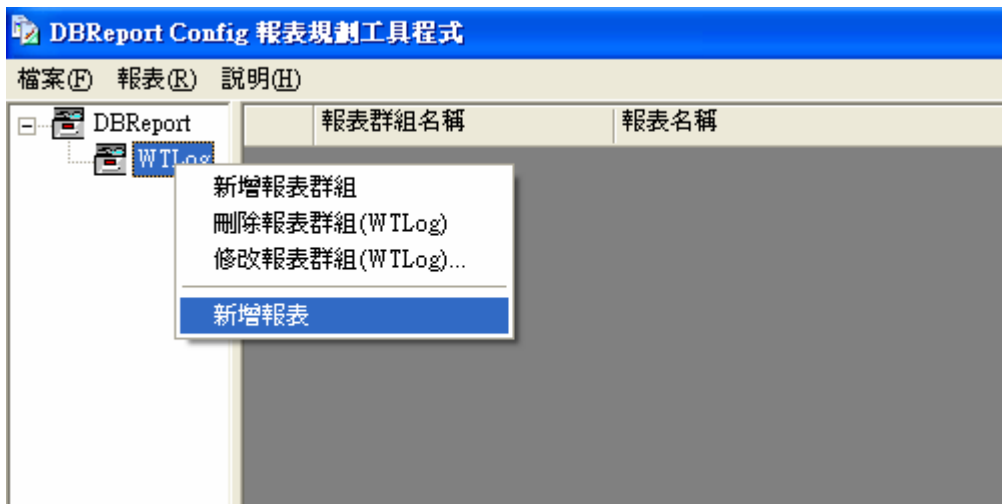 DBReport Config 報表規劃工具程式
檔案(F) 報表(R) 說明(H)
DBReport 報表群組名稱 報表名稱
WTLog
新增報表群組
刪除報表群組(WTLog)
修改報表群組(WTLog)...
新增報表